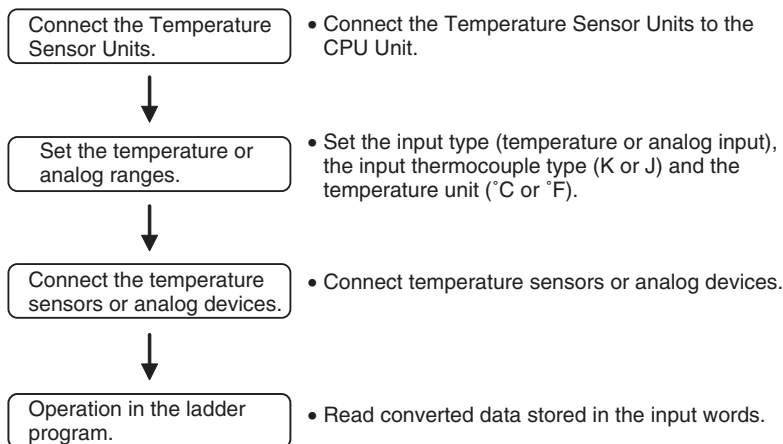 Connect the Temperature
Sensor Units.
• Connect the Temperature Sensor Units to the
CPU Unit.
Set the temperature or
analog ranges.
• Set the input type (temperature or analog input),
the input thermocouple type (K or J) and the
temperature unit (˚C or ˚F).
Connect the temperature
sensors or analog devices.
• Connect temperature sensors or analog devices.
Operation in the ladder
program.
• Read converted data stored in the input words.